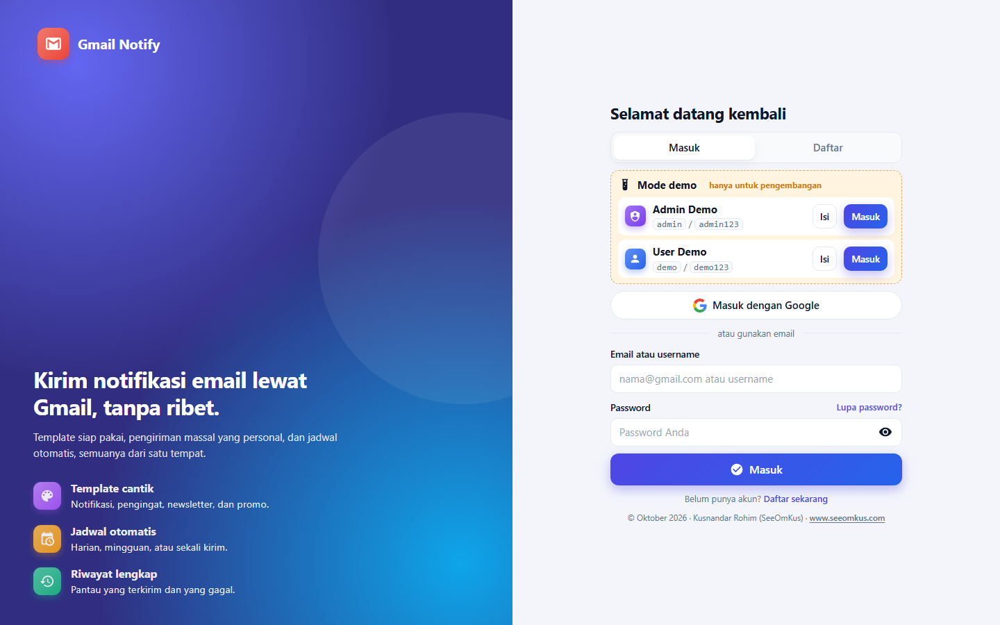 Gmail Notify
Kirim notifikasi email lewat
Gmail, tanpa ribet.
Template siap pakai, pengiriman massal yang personal, dan jadwal
otomatis, semuanya dari satu tempat.
Template cantik
Notifikasi, pengingat, newsletter, dan promo.
Jadwal otomatis
Harian, mingguan, atau sekali kirim.
Riwayat lengkap
Pantau yang terkirim dan yang gagal.
Selamat datang kembali
Masuk Daftar
Mode demo hanya untuk pengembangan
Admin Demo
admin / admin123
Isi Masuk
User Demo
demo / demo123
Isi Masuk
Masuk dengan Google
atau gunakan email
Email atau username
nama@gmail.com atau username
Password Lupa password?
Password Anda
Masuk
Belum punya akun? Daftar sekarang
© Oktober 2026 · Kusnandar Rohim (SeeOmKus) · www.seeomkus.com